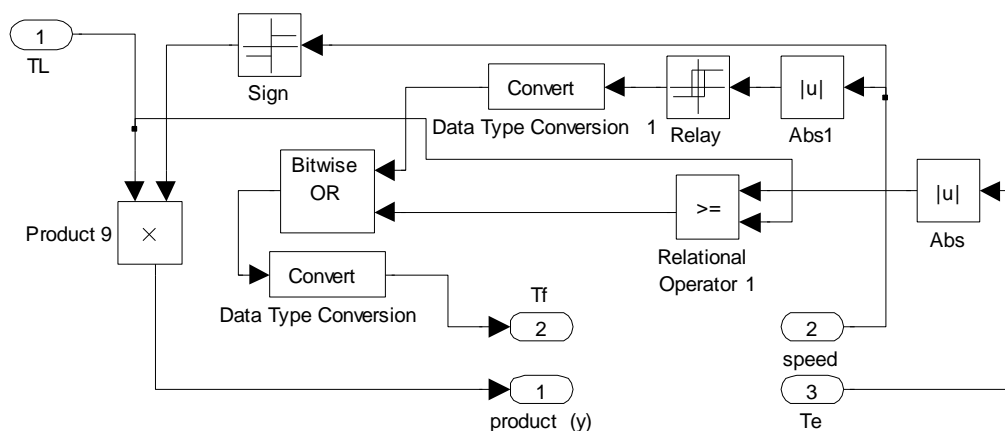 1
TL
Sign
Convert
Data Type Conversion 1
Relay
|u|
Abs1
Bitwise
OR
>=
Relational
Operator 1
|u|
Abs
Product 9
×
Convert
Data Type Conversion
Tf
2
2
speed
1
product (y)
3
Te